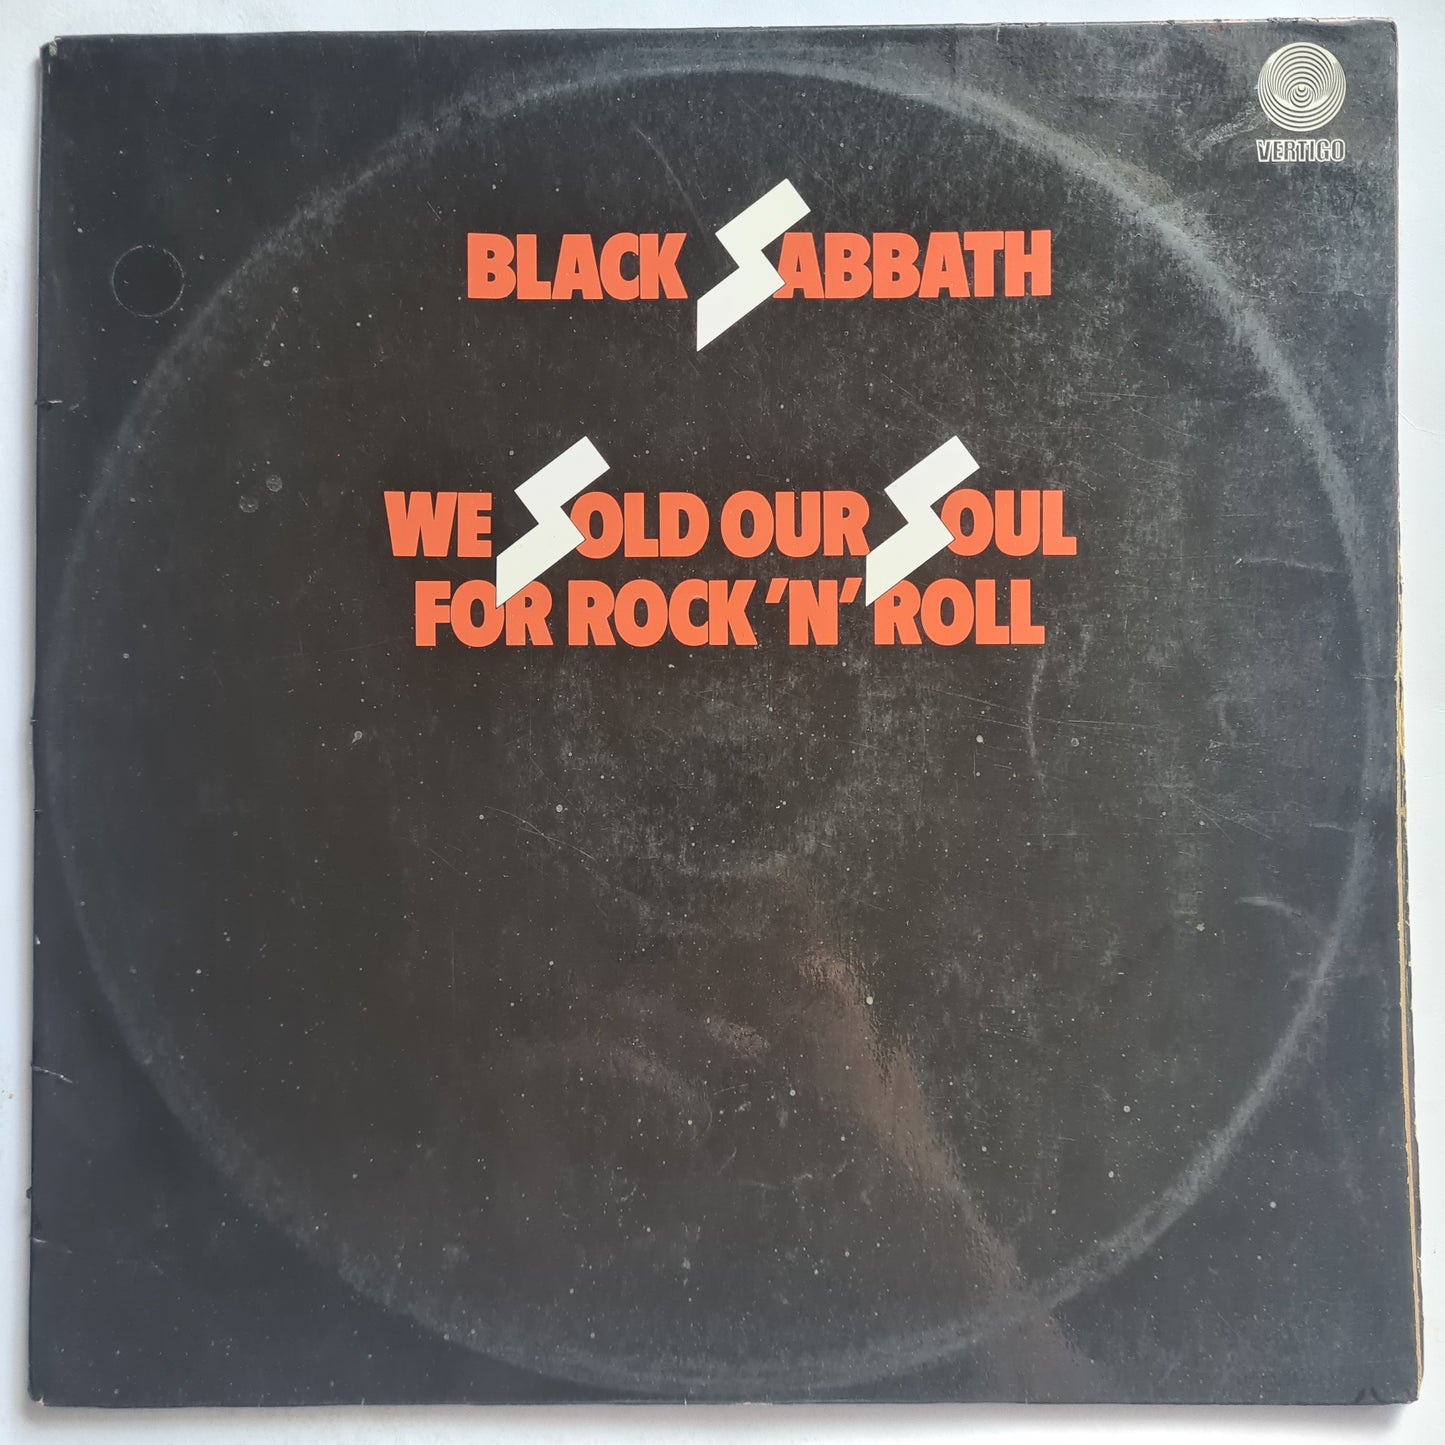 VERTIGO
BLACK SABBATH
WE SOLD OUR SOUL
FOR ROCK 'N' ROLL